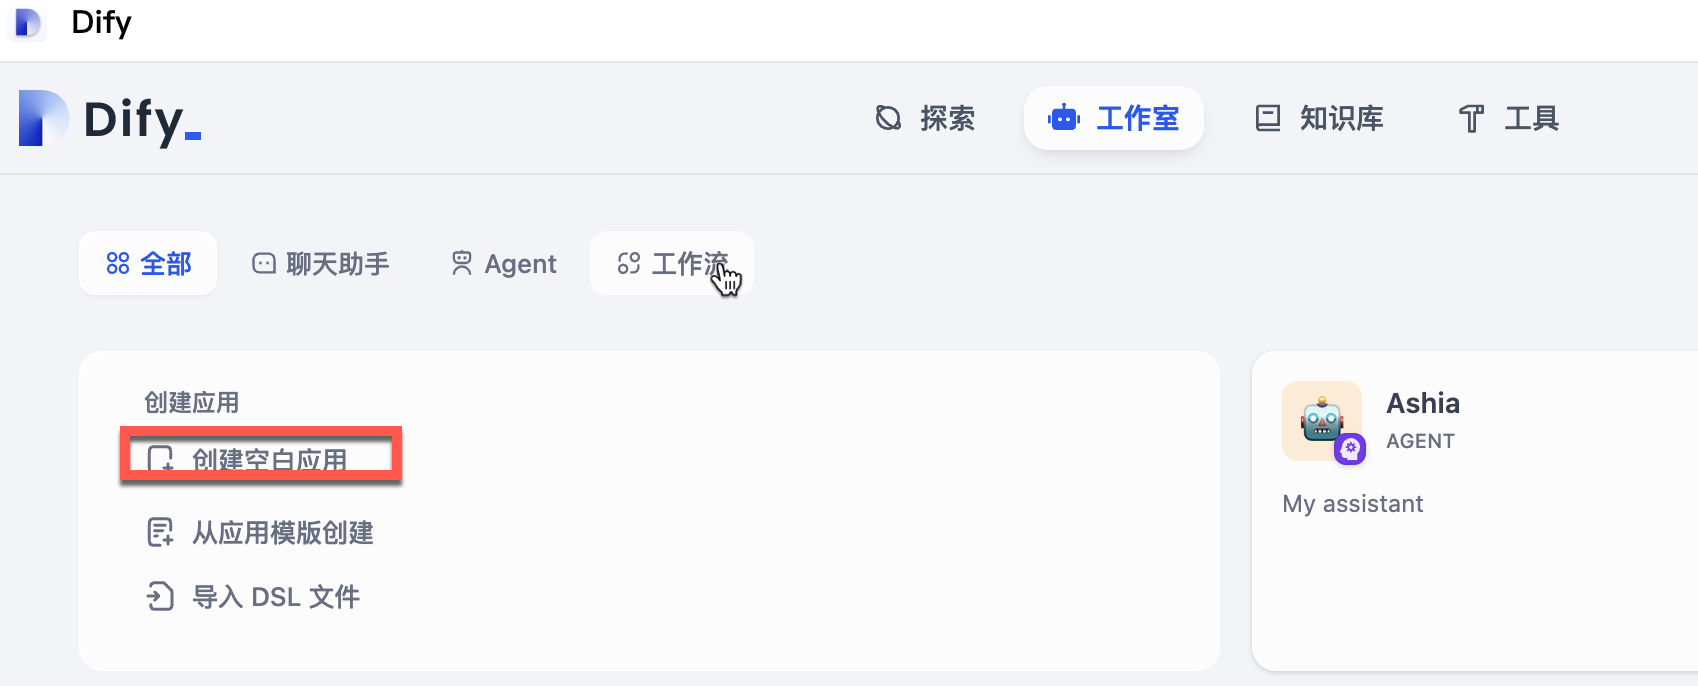 Dify
Dify_
探索 工作室 知识库 工具
全部 聊天助手 Agent 工作流
创建应用
创建空白应用
从应用模版创建
导入 DSL 文件
Ashia
AGENT
My assistant